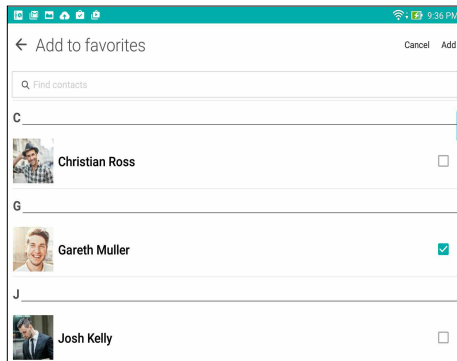 9:36 PM
Add to favorites
Cancel Add
Find contacts
C
Christian Ross
G
Gareth Muller
J
Josh Kelly